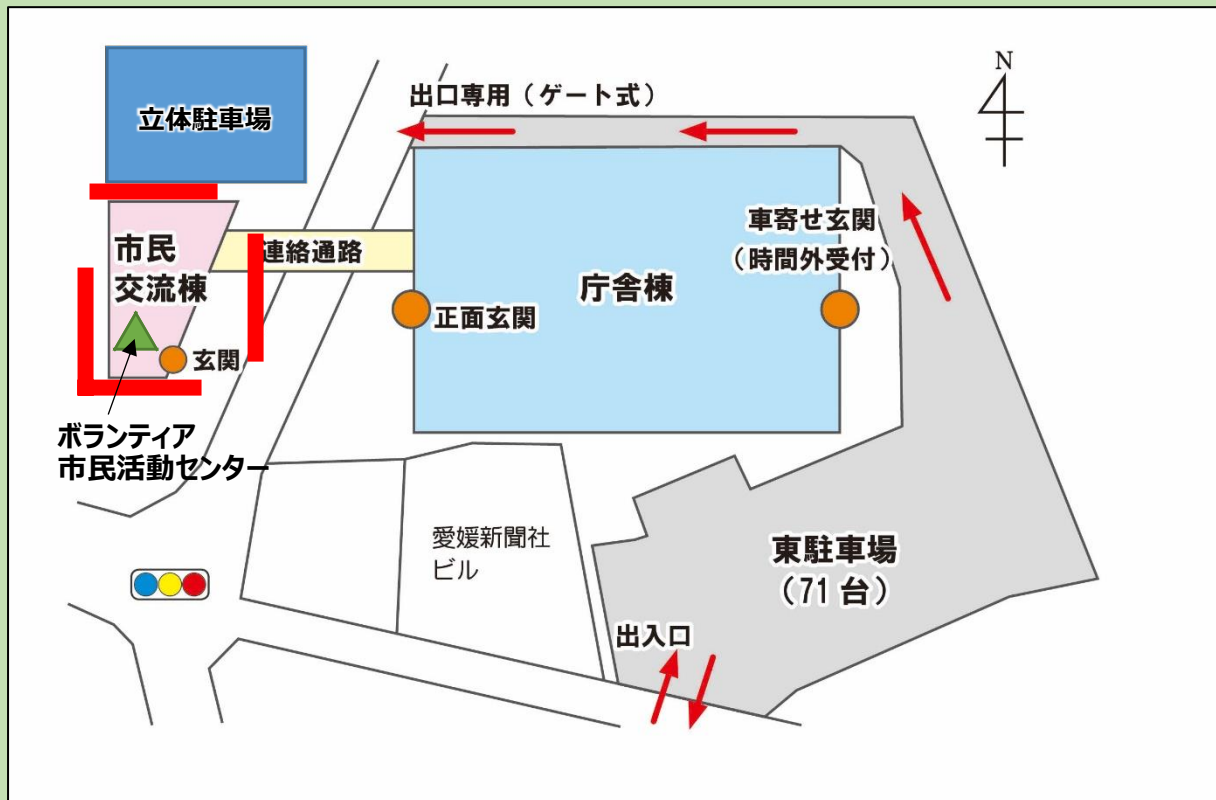 N
出口専用（ゲート式）
立体駐車場
市民
交流棟
連絡通路
車寄せ玄関
（時間外受付）
庁舎棟
正面玄関
玄関
ボランティア
市民活動センター
愛媛新聞社
ビル
東駐車場
（71台）
出入口